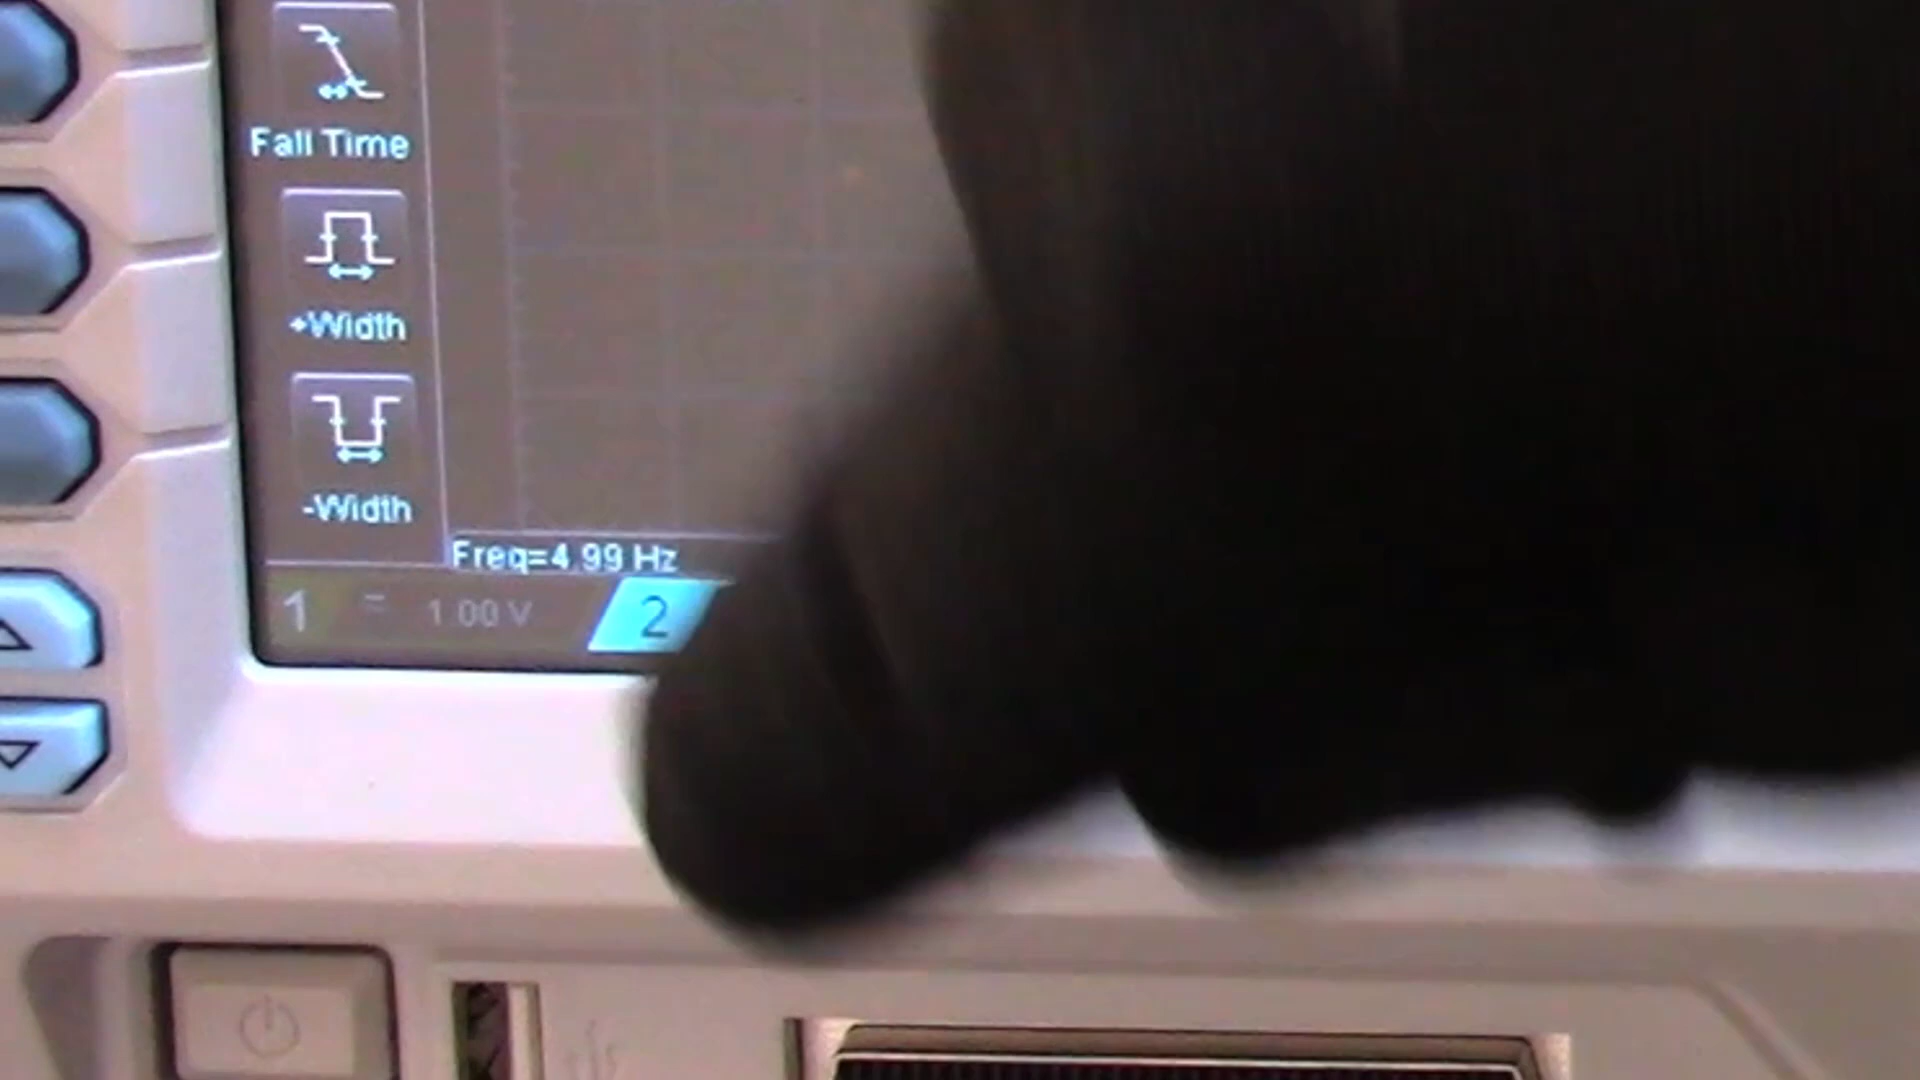 Fall Time
+Width
-Width
Freq=4.99 Hz
1 = 1.00 V 2